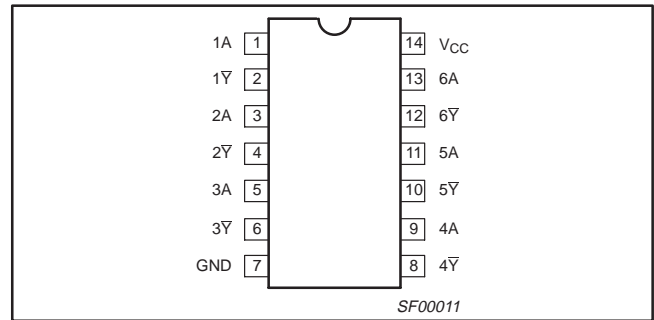 1A 1 14 VCC
1Y̅ 2 13 6A
2A 3 12 6Y̅
2Y̅ 4 11 5A
3A 5 10 5Y̅
3Y̅ 6 9 4A
GND 7 8 4Y̅
SF00011